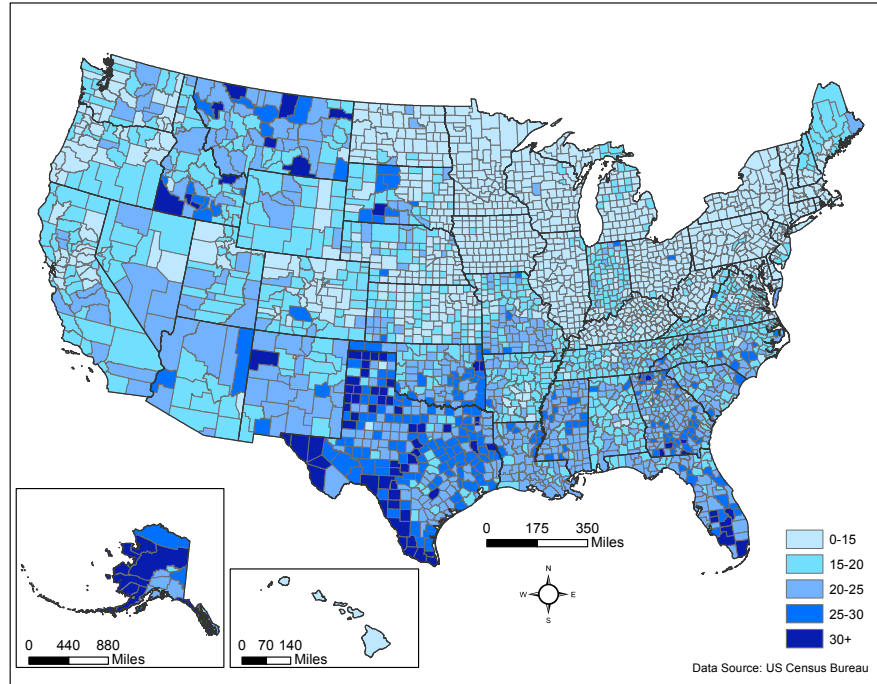 0 175 350
Miles
N
W E
S
0-15
15-20
20-25
25-30
30+
0 440 880
Miles
0 70 140
Miles
Data Source: US Census Bureau